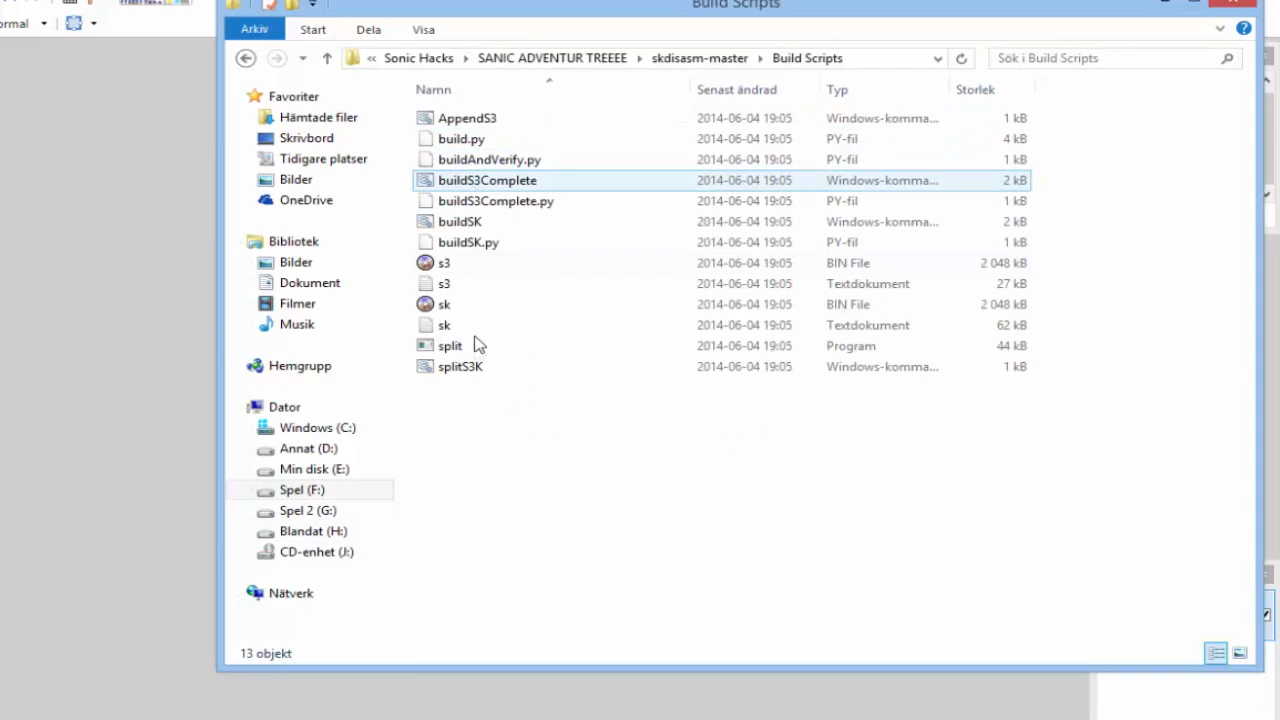 Build Scripts
ormal
Arkiv Start Dela Visa
« Sonic Hacks SANIC ADVENTUR TREEEE skdisasm-master Build Scripts Sök i Build Scripts
Namn Senast ändrad Typ Storlek
Favoriter
Hämtade filer
Skrivbord
Tidigare platser
Bilder
OneDrive
Bibliotek
Bilder
Dokument
Filmer
Musik
Hemgrupp
Dator
Windows (C:)
Annat (D:)
Min disk (E:)
Spel (F:)
Spel 2 (G:)
Blandat (H:)
CD-enhet (J:)
Nätverk
AppendS3 2014-06-04 19:05 Windows-komma... 1 kB
build.py 2014-06-04 19:05 PY-fil 4 kB
buildAndVerify.py 2014-06-04 19:05 PY-fil 1 kB
buildS3Complete 2014-06-04 19:05 Windows-komma... 2 kB
buildS3Complete.py 2014-06-04 19:05 PY-fil 1 kB
buildSK 2014-06-04 19:05 Windows-komma... 2 kB
buildSK.py 2014-06-04 19:05 PY-fil 1 kB
s3 2014-06-04 19:05 BIN File 2 048 kB
s3 2014-06-04 19:05 Textdokument 27 kB
sk 2014-06-04 19:05 BIN File 2 048 kB
sk 2014-06-04 19:05 Textdokument 62 kB
split 2014-06-04 19:05 Program 44 kB
splitS3K 2014-06-04 19:05 Windows-komma... 1 kB
13 objekt